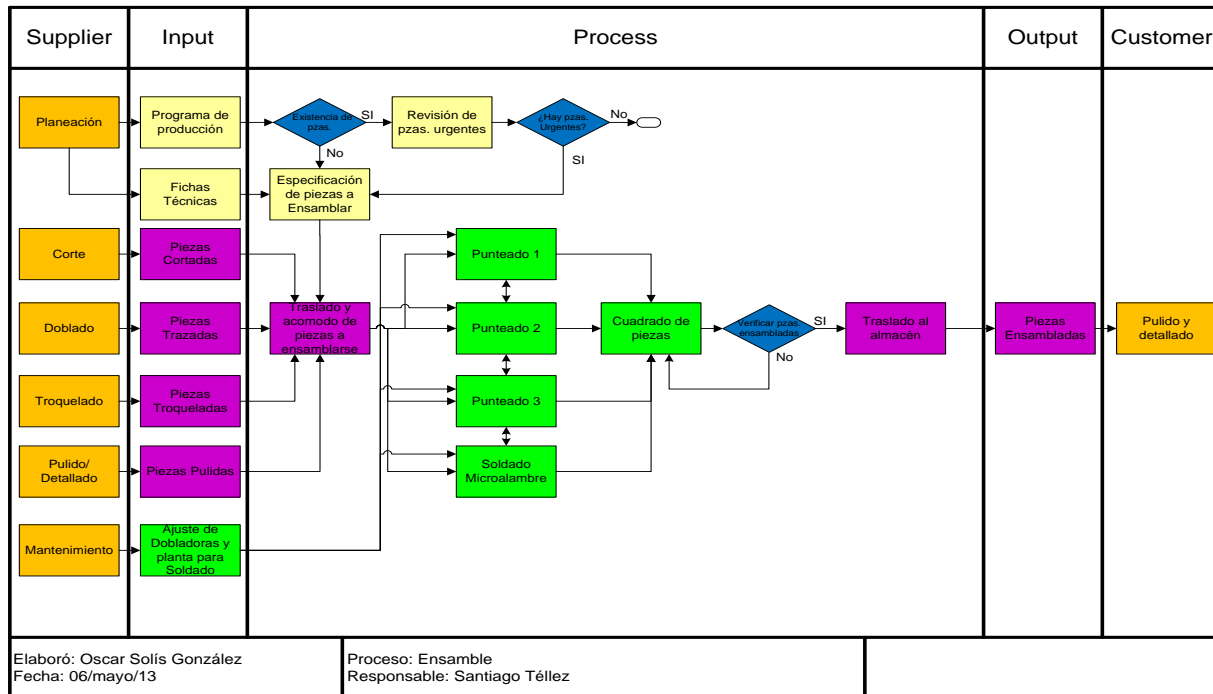 Supplier
Input
Process
Output
Customer
Planeación
Programa de
producción
Existencia de
pzas.
SI
Revisión de
pzas. urgentes
¿Hay pzas.
Urgentes?
No
No
SI
Fichas
Técnicas
Especificación
de piezas a
Ensamblar
Corte
Piezas
Cortadas
Punteado 1
Doblado
Piezas
Trazadas
Traslado y
acomodo de
piezas a
ensamblarse
Punteado 2
Cuadrado de
piezas
Verificar pzas.
ensambladas
SI
No
Traslado al
almacén
Piezas
Ensambladas
Pulido y
detallado
Troquelado
Piezas
Troqueladas
Punteado 3
Pulido/
Detallado
Piezas Pulidas
Soldado
Microalambre
Mantenimiento
Ajuste de
Dobladoras y
planta para
Soldado
Elaboró: Oscar Solís González
Fecha: 06/mayo/13
Proceso: Ensamble
Responsable: Santiago Téllez